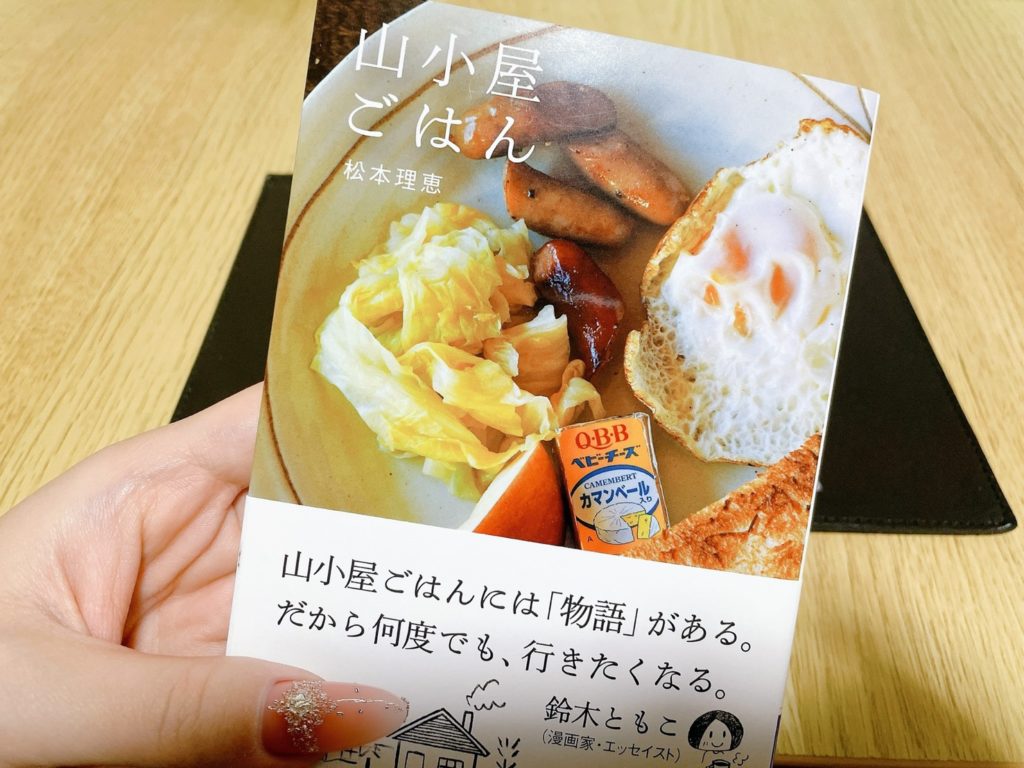 山小屋
ごはん
松本理恵
Q・B・B
ベビーチーズ
CAMEMBERT
カマンベール
入り
A
山小屋ごはんには「物語」がある。
だから何度でも、行きたくなる。
鈴木ともこ
(漫画家・エッセイスト)